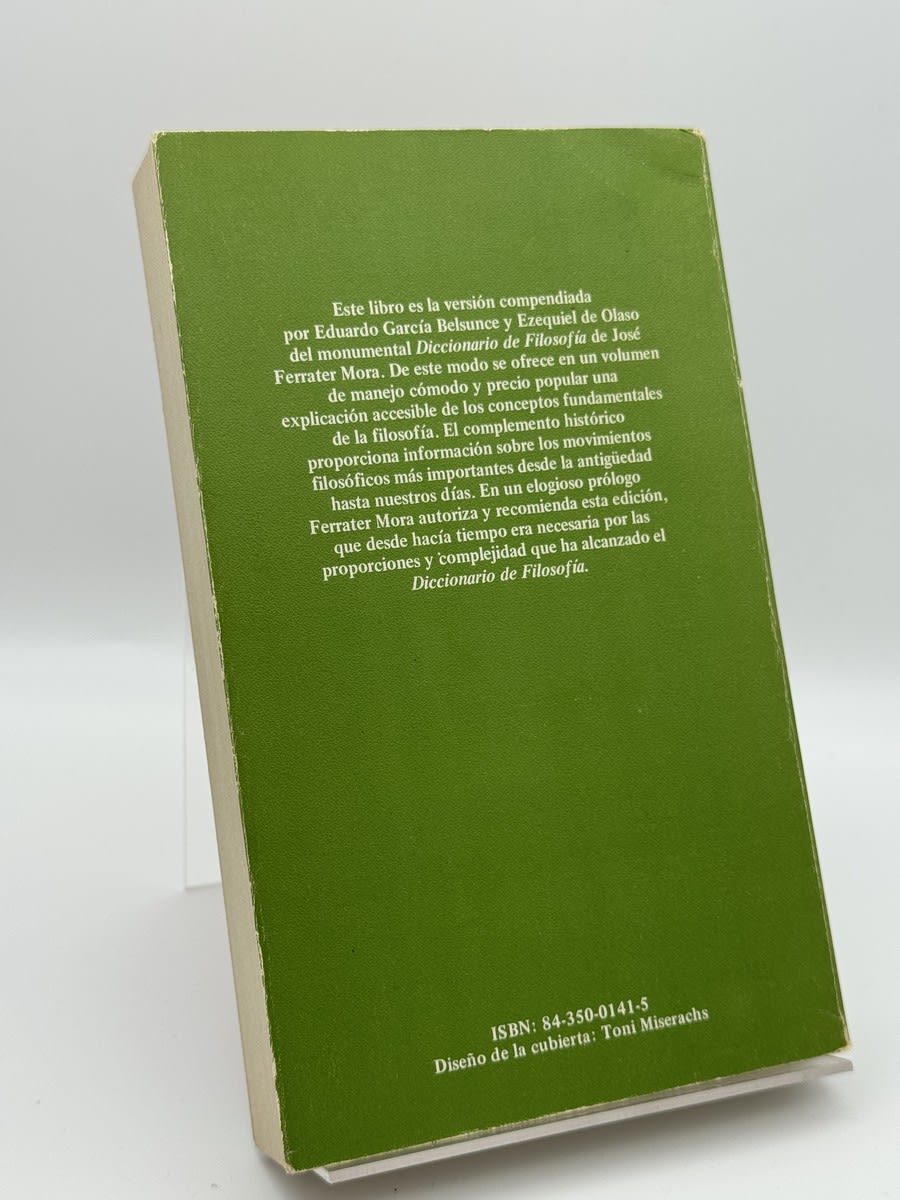 Este libro es la versión compendiada
por Eduardo García Belsunce y Ezequiel de Olaso
del monumental Diccionario de Filosofía de José
Ferrater Mora. De este modo se ofrece en un volumen
de manejo cómodo y precio popular una
explicación accesible de los conceptos fundamentales
de la filosofía. El complemento histórico
proporciona información sobre los movimientos
filosóficos más importantes desde la antigüedad
hasta nuestros días. En un elogioso prólogo
Ferrater Mora autoriza y recomienda esta edición,
que desde hacía tiempo era necesaria por las
proporciones y complejidad que ha alcanzado el
Diccionario de Filosofía.
ISBN: 84-350-0141-5
Diseño de la cubierta: Toni Miserachs